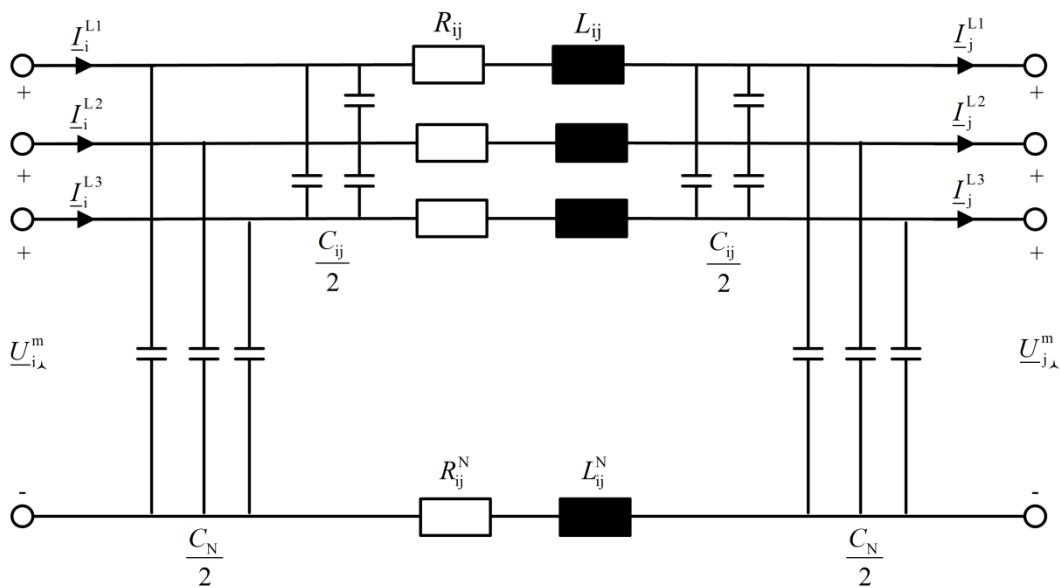 I_i^L1 R_ij L_ij I_j^L1
+ +
I_i^L2 I_j^L2
+ +
I_i^L3 I_j^L3
+ C_ij/2 C_ij/2 +
U_i⅄^m U_j⅄^m
- R_ij^N L_ij^N -
C_N/2 C_N/2